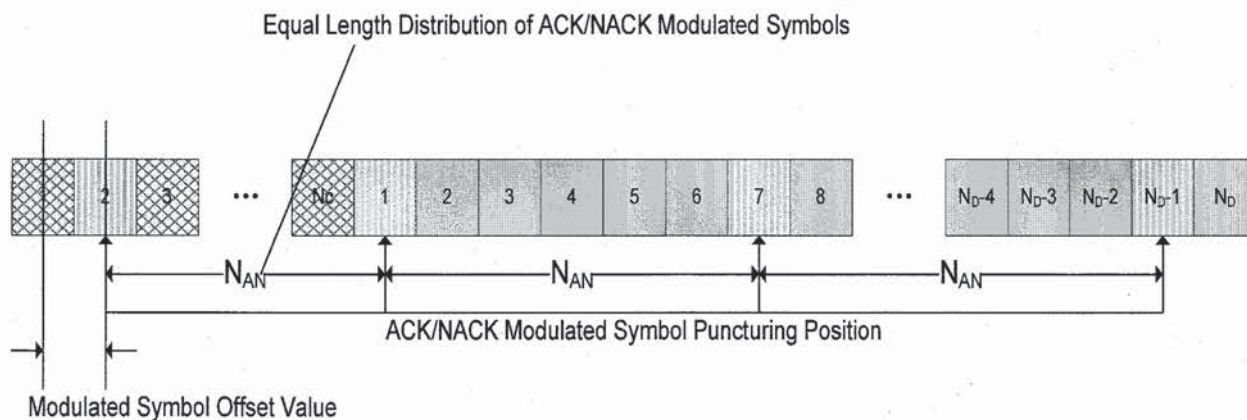 Equal Length Distribution of ACK/NACK Modulated Symbols
2 3 ... Nc 1 2 3 4 5 6 7 8 ... N_D-4 N_D-3 N_D-2 N_D-1 N_D
N_AN N_AN N_AN
ACK/NACK Modulated Symbol Puncturing Position
Modulated Symbol Offset Value